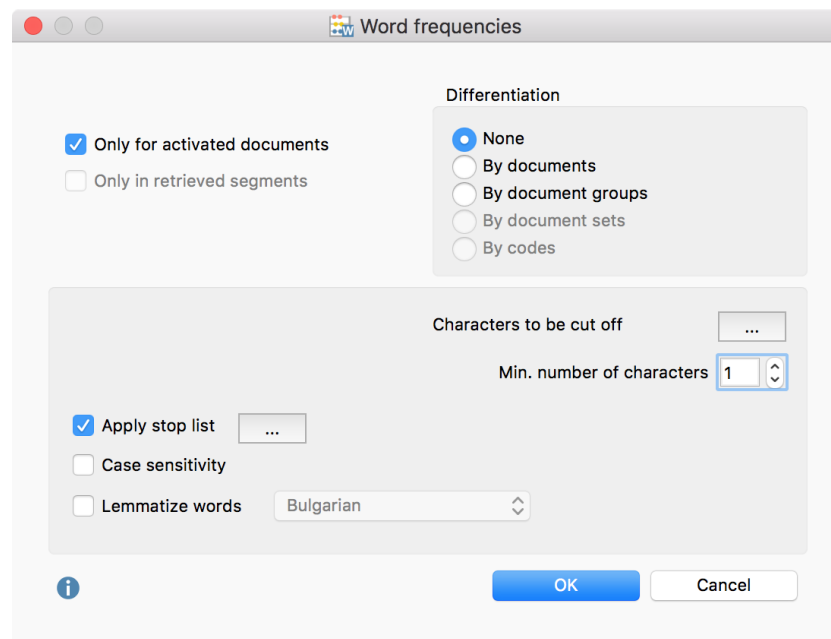 Word frequencies
Differentiation
Only for activated documents
Only in retrieved segments
None
By documents
By document groups
By document sets
By codes
Characters to be cut off ...
Min. number of characters 1
Apply stop list ...
Case sensitivity
Lemmatize words Bulgarian
OK Cancel